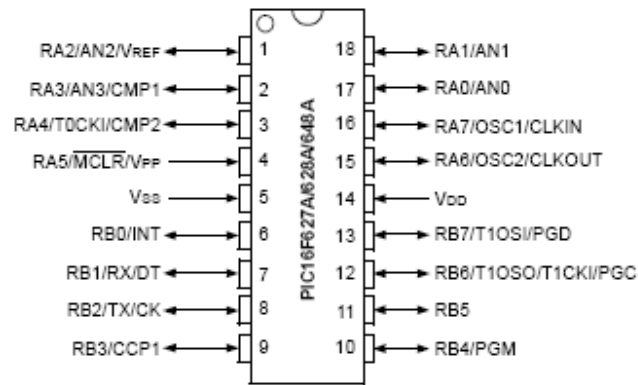 RA2/AN2/VREF 1 18 RA1/AN1
RA3/AN3/CMP1 2 17 RA0/AN0
RA4/T0CKI/CMP2 3 16 RA7/OSC1/CLKIN
RA5/MCLR/VPP 4 15 RA6/OSC2/CLKOUT
VSS 5 14 VDD
RB0/INT 6 13 RB7/T1OSI/PGD
RB1/RX/DT 7 12 RB6/T1OSO/T1CKI/PGC
RB2/TX/CK 8 11 RB5
RB3/CCP1 9 10 RB4/PGM
PIC16F627A/628A/648A